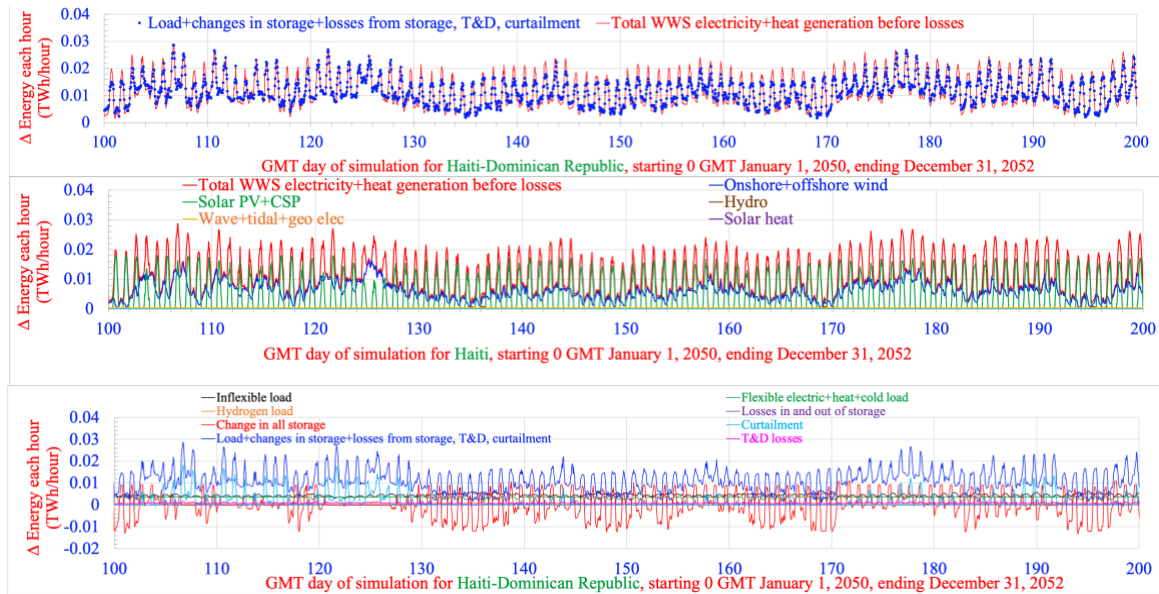 Load+changes in storage+losses from storage, T&D, curtailment Total WWS electricity+heat generation before losses
Δ Energy each hour
(TWh/hour)
0.04
0.03
0.02
0.01
0
100 110 120 130 140 150 160 170 180 190 200
GMT day of simulation for Haiti-Dominican Republic, starting 0 GMT January 1, 2050, ending December 31, 2052
Total WWS electricity+heat generation before losses Onshore+offshore wind
Solar PV+CSP Hydro
Wave+tidal+geo elec Solar heat
Δ Energy each hour
(TWh/hour)
0.04
0.03
0.02
0.01
0
100 110 120 130 140 150 160 170 180 190 200
GMT day of simulation for Haiti, starting 0 GMT January 1, 2050, ending December 31, 2052
Inflexible load Flexible electric+heat+cold load
Hydrogen load Losses in and out of storage
Change in all storage Curtailment
Load+changes in storage+losses from storage, T&D, curtailment T&D losses
Δ Energy each hour
(TWh/hour)
0.04
0.03
0.02
0.01
0
-0.01
-0.02
100 110 120 130 140 150 160 170 180 190 200
GMT day of simulation for Haiti-Dominican Republic, starting 0 GMT January 1, 2050, ending December 31, 2052